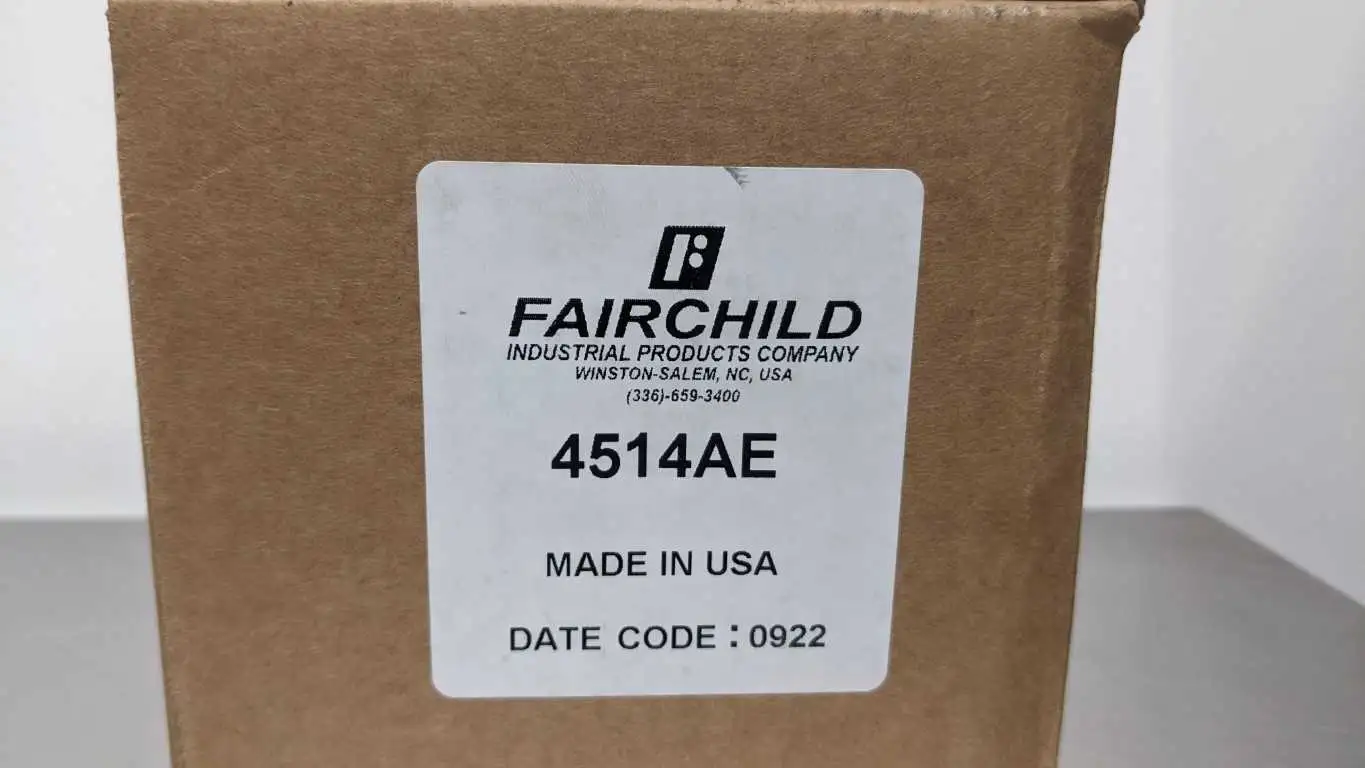 FAIRCHILD
INDUSTRIAL PRODUCTS COMPANY
WINSTON-SALEM, NC, USA
(336)-659-3400
4514AE
MADE IN USA
DATE CODE : 0922